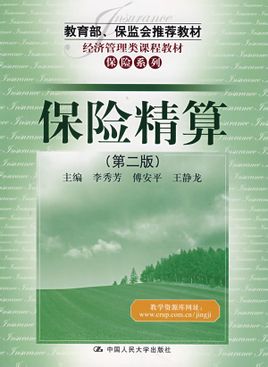 Insurance
教育部、保监会推荐教材
经济管理类课程教材
保险系列
保险精算
(第二版)
主编 李秀芳 傅安平 王静龙
教学资源库网址：
www.crup.com.cn/jingji
中国人民大学出版社